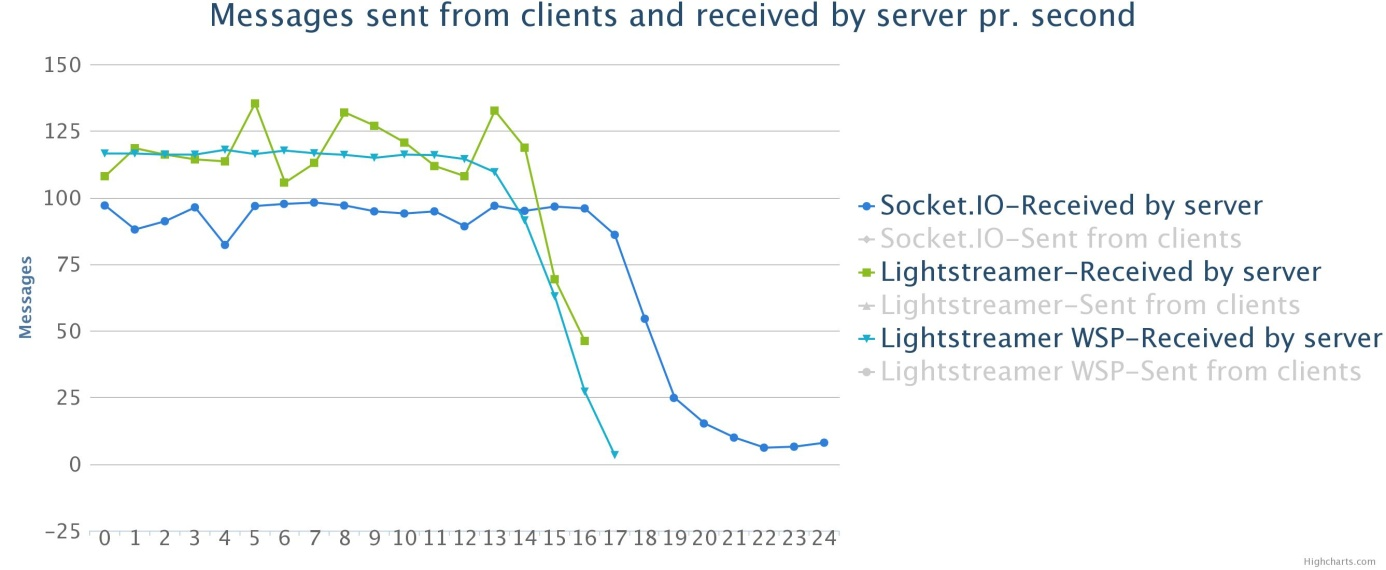 Messages sent from clients and received by server pr. second
150
125
100
75
50
25
0
−25
Messages
0 1 2 3 4 5 6 7 8 9 10 11 12 13 14 15 16 17 18 19 20 21 22 23 24
Socket.IO-Received by server
Socket.IO-Sent from clients
Lightstreamer-Received by server
Lightstreamer-Sent from clients
Lightstreamer WSP-Received by server
Lightstreamer WSP-Sent from clients
Highcharts.com